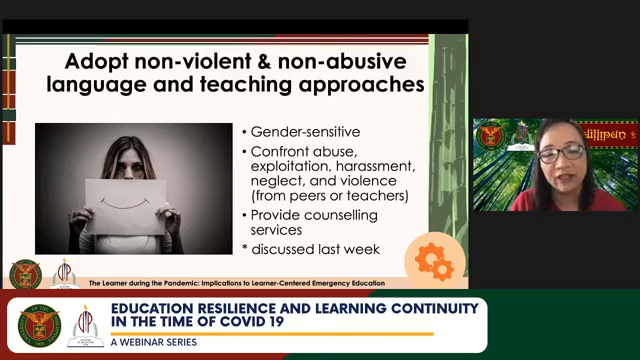 Adopt non-violent & non-abusive
language and teaching approaches
• Gender-sensitive
• Confront abuse,
exploitation, harassment,
neglect, and violence
(from peers or teachers)
• Provide counselling
services
* discussed last week
The Learner during the Pandemic: Implications to Learner-Centered Emergency Education
EDUCATION RESILIENCE AND LEARNING CONTINUITY
IN THE TIME OF COVID 19
A WEBINAR SERIES